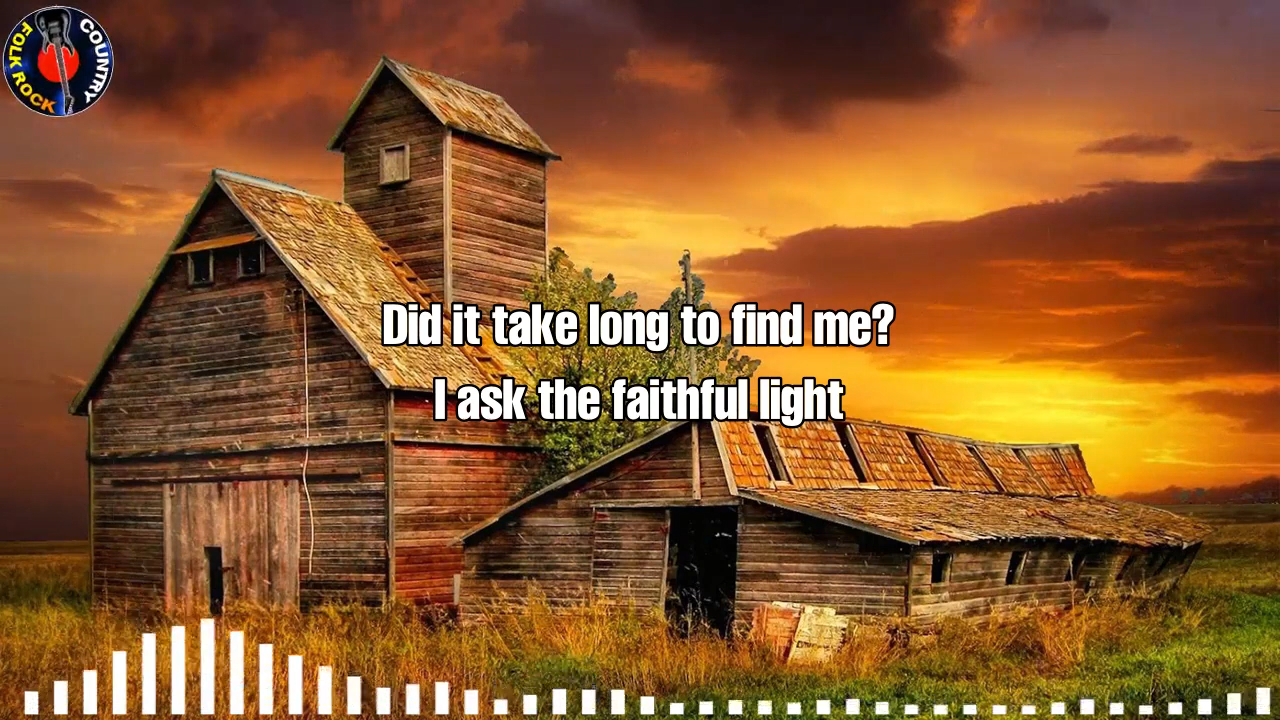 FOLK ROCK
COUNTRY
Did it take long to find me?
I ask the faithful light